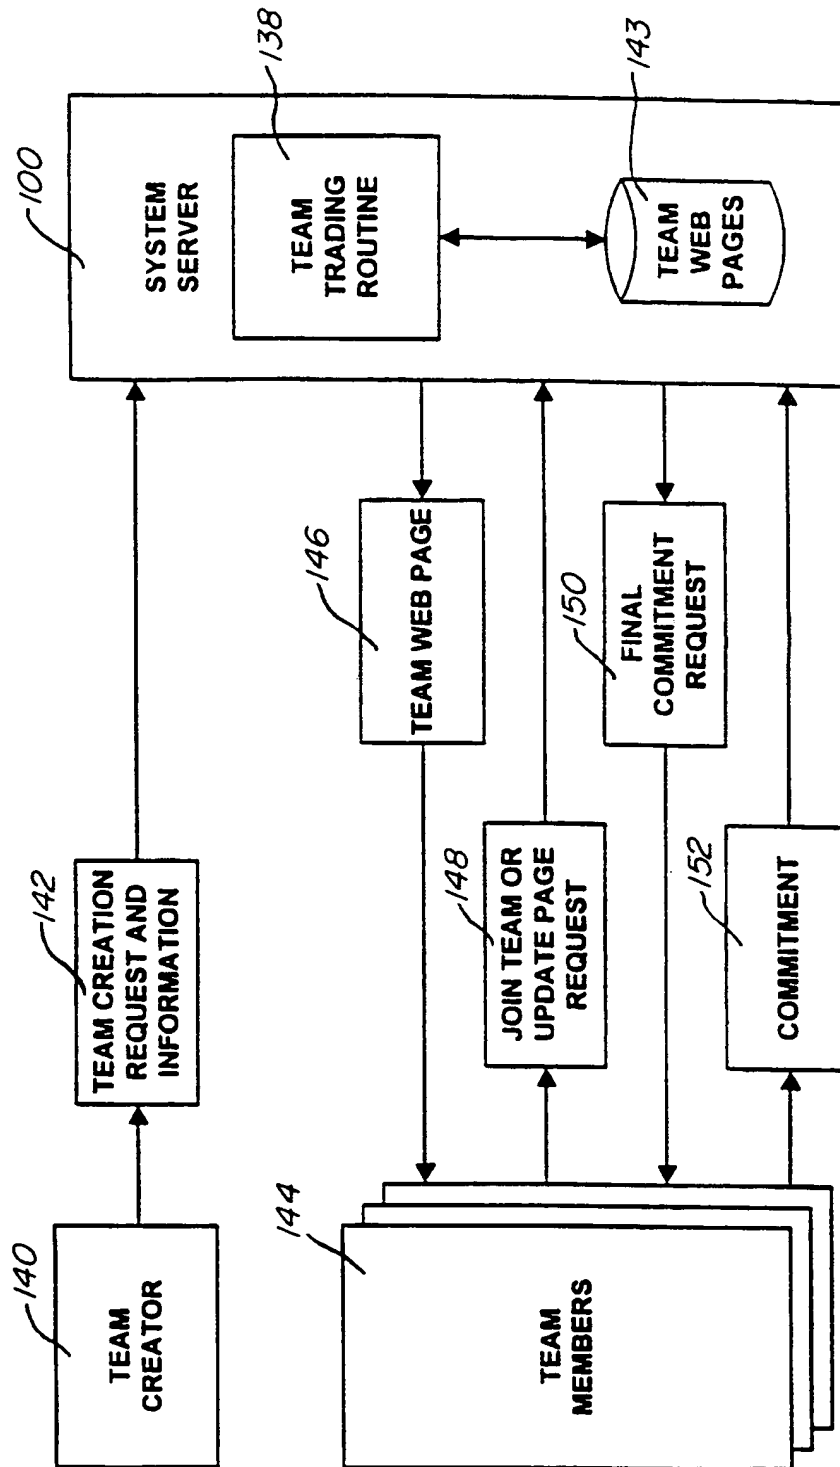 140
TEAM
CREATOR
142
TEAM CREATION
REQUEST AND
INFORMATION
100
SYSTEM
SERVER
138
TEAM
TRADING
ROUTINE
143
TEAM
WEB
PAGES
144
TEAM
MEMBERS
146
TEAM WEB PAGE
148
JOIN TEAM OR
UPDATE PAGE
REQUEST
150
FINAL
COMMITMENT
REQUEST
152
COMMITMENT